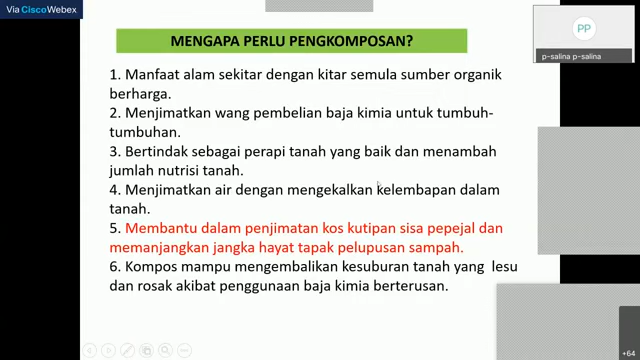 Via Cisco Webex
MENGAPA PERLU PENGKOMPOSAN?
1. Manfaat alam sekitar dengan kitar semula sumber organik
berharga.
2. Menjimatkan wang pembelian baja kimia untuk tumbuh-
tumbuhan.
3. Bertindak sebagai perapi tanah yang baik dan menambah
jumlah nutrisi tanah.
4. Menjimatkan air dengan mengekalkan kelembapan dalam
tanah.
5. Membantu dalam penjimatan kos kutipan sisa pepejal dan
memanjangkan jangka hayat tapak pelupusan sampah.
6. Kompos mampu mengembalikan kesuburan tanah yang lesu
dan rosak akibat penggunaan baja kimia berterusan.
PP
p-salina p-salina
+64